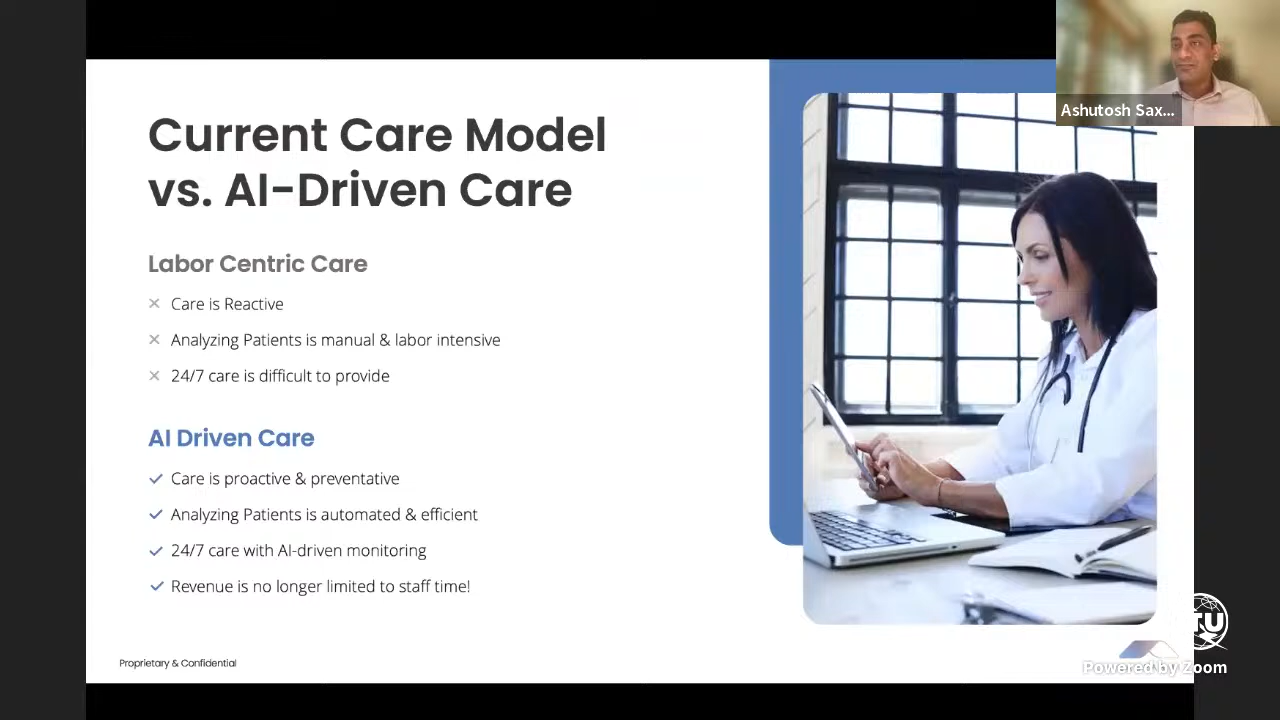 Ashutosh Sax...
Current Care Model
vs. AI-Driven Care
Labor Centric Care
× Care is Reactive
× Analyzing Patients is manual & labor intensive
× 24/7 care is difficult to provide
AI Driven Care
✓ Care is proactive & preventative
✓ Analyzing Patients is automated & efficient
✓ 24/7 care with AI-driven monitoring
✓ Revenue is no longer limited to staff time!
Proprietary & Confidential
Powered by Zoom